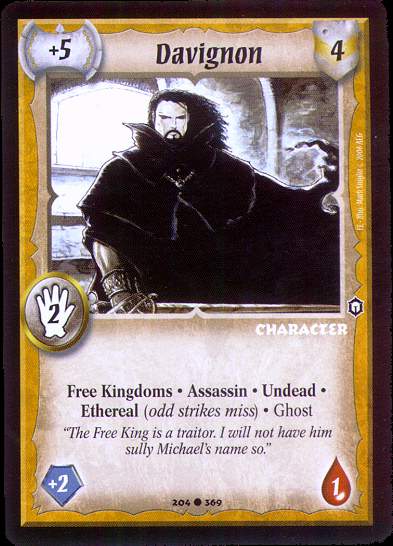 +5
Davignon
4
2
CHARACTER
Free Kingdoms • Assassin • Undead •
Ethereal (odd strikes miss) • Ghost
"The Free King is a traitor. I will not have him
sully Michael's name so."
+2
204 ● 369
1